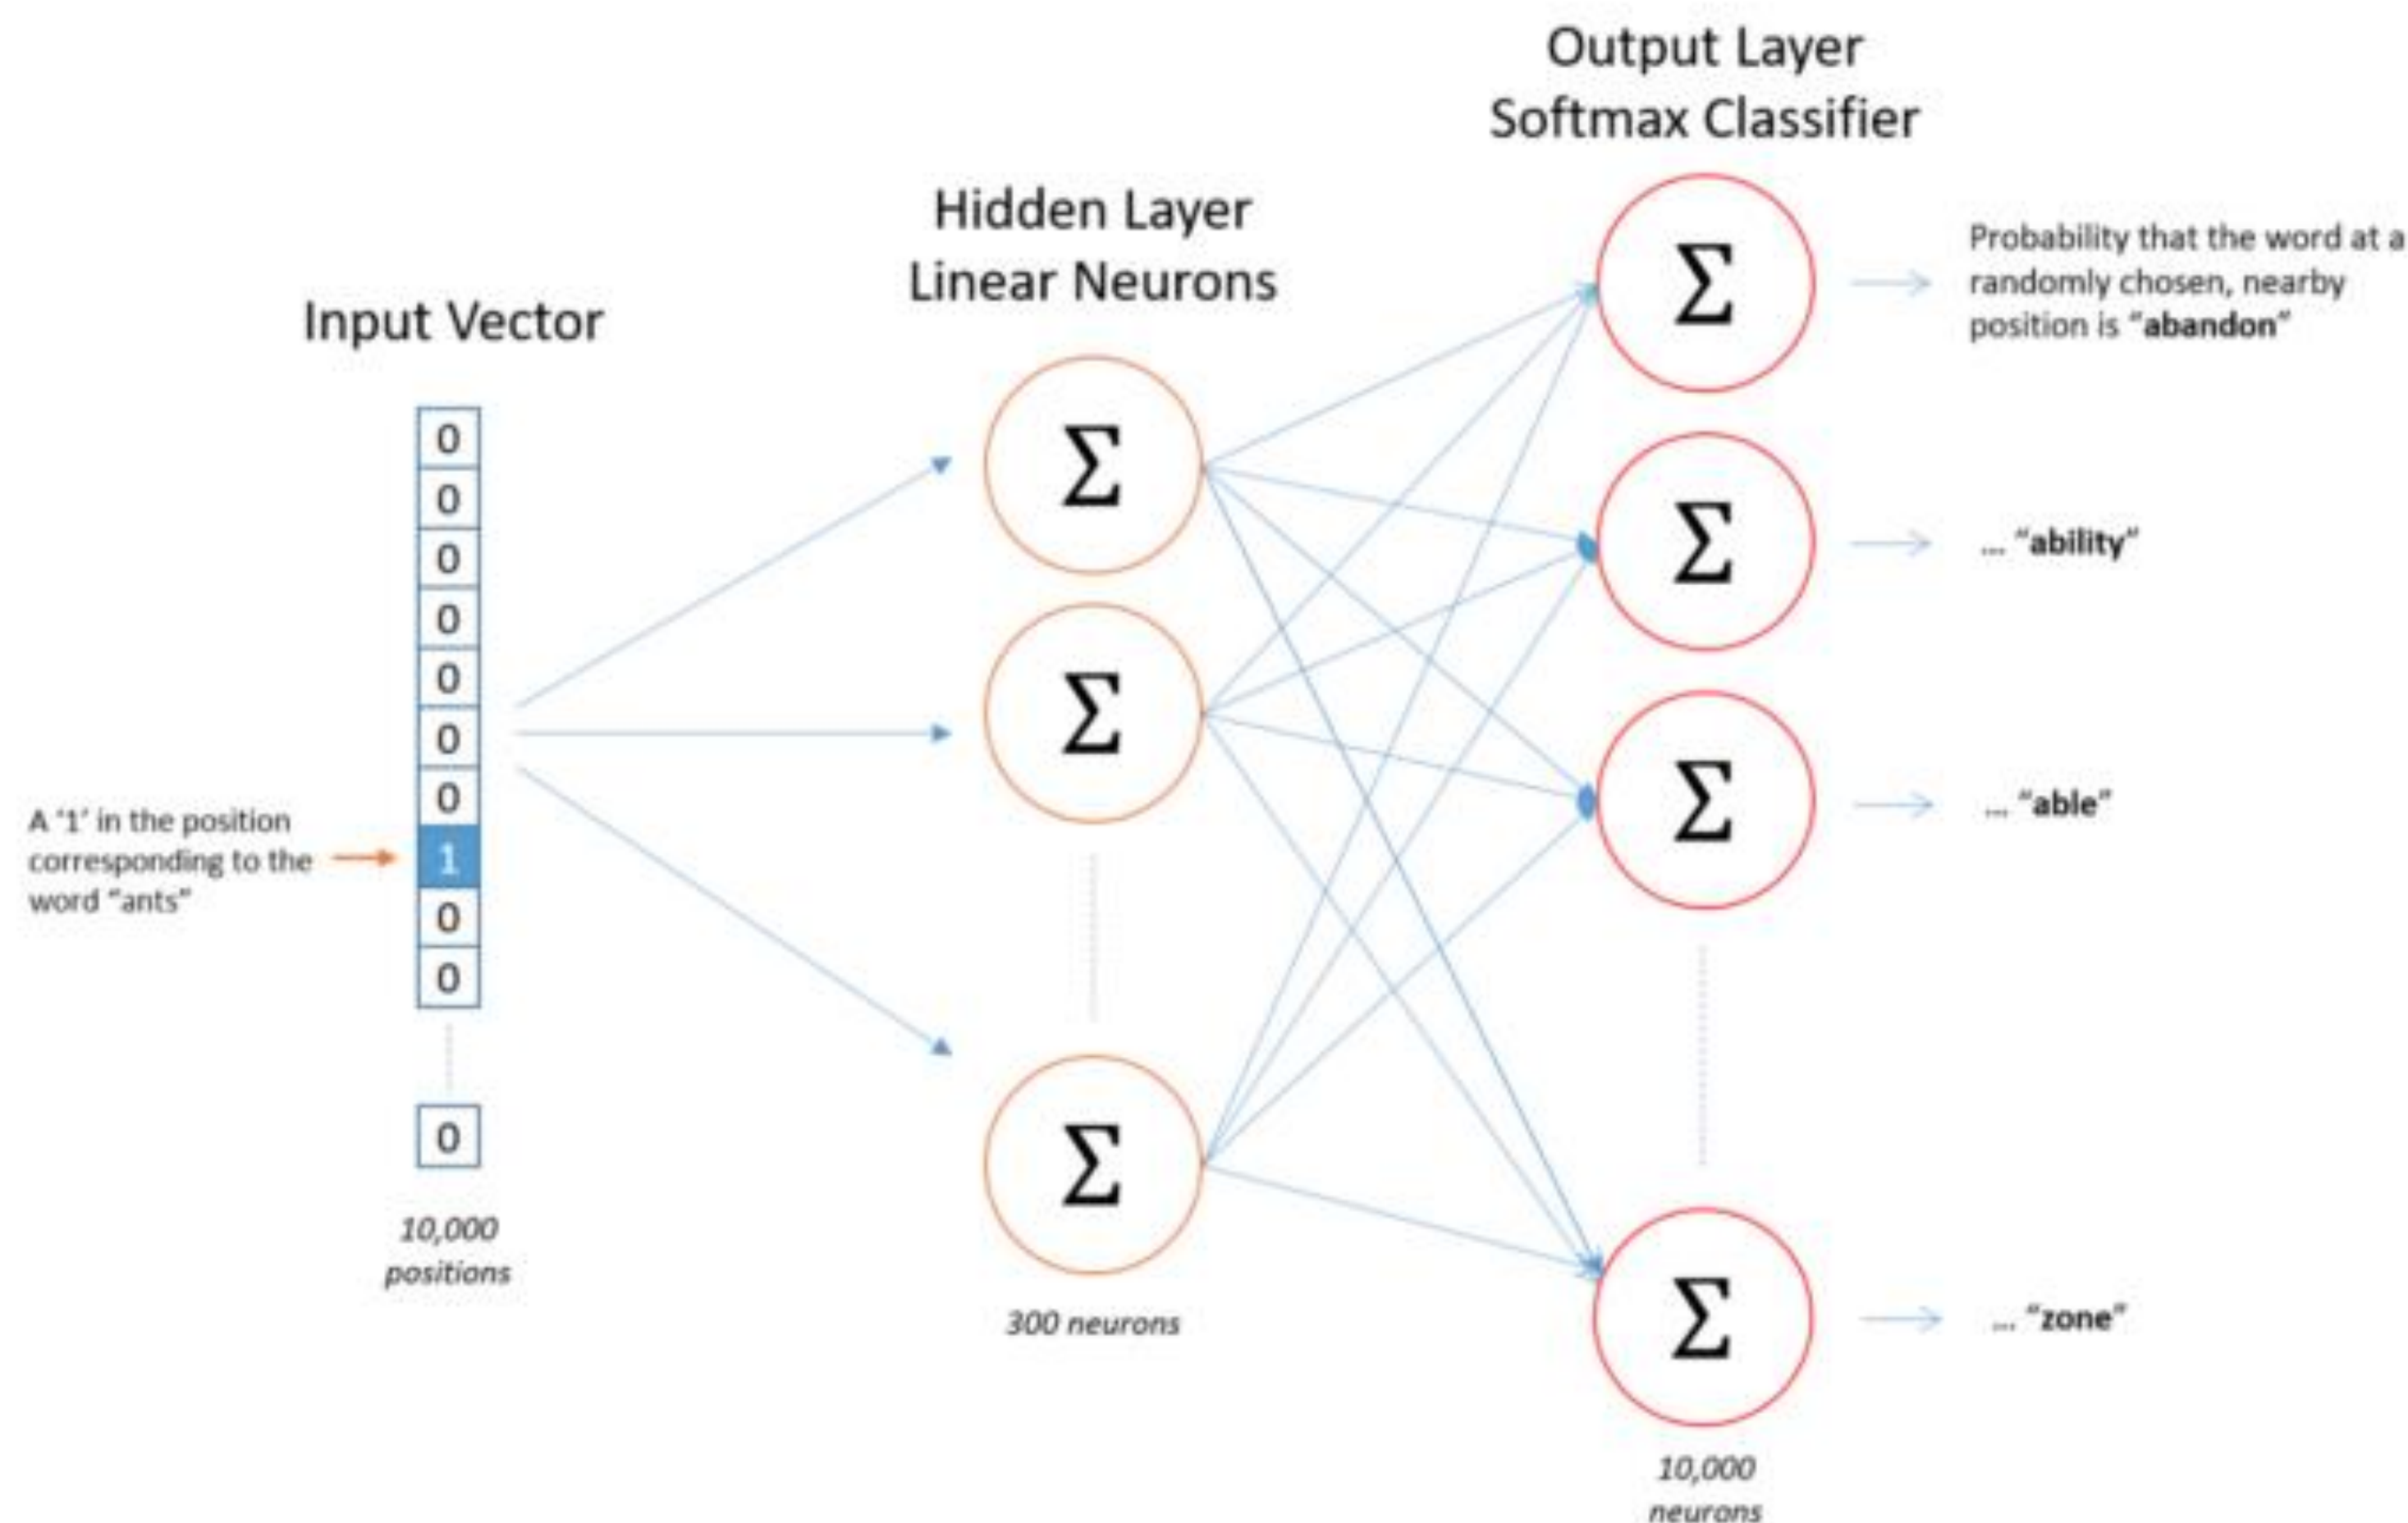 Output Layer
Softmax Classifier
Hidden Layer
Linear Neurons
Input Vector
0
0
0
0
0
0
0
1
0
0
0
A ‘1’ in the position
corresponding to the
word “ants”
10,000
positions
Σ
Σ
Σ
300 neurons
Σ
Σ
Σ
Σ
10,000
neurons
Probability that the word at a
randomly chosen, nearby
position is “abandon”
... “ability”
... “able”
... “zone”